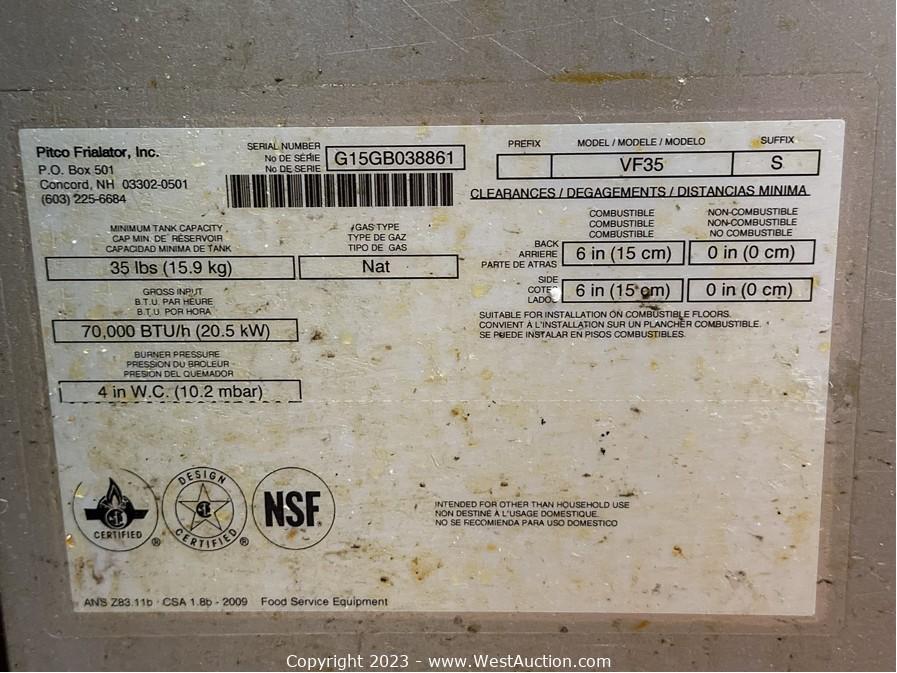 Pitco Frialator, Inc.
P.O. Box 501
Concord, NH 03302-0501
(603) 225-6684
SERIAL NUMBER
No DE SÉRIE
No DE SERIE
G15GB038861
PREFIX
MODEL / MODELE / MODELO
SUFFIX
VF35
S
CLEARANCES / DEGAGEMENTS / DISTANCIAS MINIMA
COMBUSTIBLE
COMBUSTIBLE
COMBUSTIBLE
NON-COMBUSTIBLE
NON-COMBUSTIBLE
NO COMBUSTIBLE
BACK
ARRIERE
PARTE DE ATRAS
6 in (15 cm)
0 in (0 cm)
SIDE
COTE
LADO
6 in (15 cm)
0 in (0 cm)
SUITABLE FOR INSTALLATION ON COMBUSTIBLE FLOORS.
CONVIENT À L'INSTALLATION SUR UN PLANCHER COMBUSTIBLE.
SE PUEDE INSTALAR EN PISOS COMBUSTIBLES.
MINIMUM TANK CAPACITY
CAP MIN. DE RÉSERVOIR
CAPACIDAD MINIMA DE TANK
35 lbs (15.9 kg)
GAS TYPE
TYPE DE GAZ
TIPO DE GAS
Nat
GROSS INPUT
B.T.U. PAR HEURE
B.T.U. POR HORA
70,000 BTU/h (20.5 kW)
BURNER PRESSURE
PRESSION DU BROLEUR
PRESION DEL QUEMADOR
4 in W.C. (10.2 mbar)
CERTIFIED ®
DESIGN
CERTIFIED ®
NSF
INTENDED FOR OTHER THAN HOUSEHOLD USE
NON DESTINÉ À L'USAGE DOMESTIQUE.
NO SE RECOMIENDA PARA USO DOMESTICO
ANS Z83.11b · CSA 1.8b - 2009 Food Service Equipment
Copyright 2023 - www.WestAuction.com